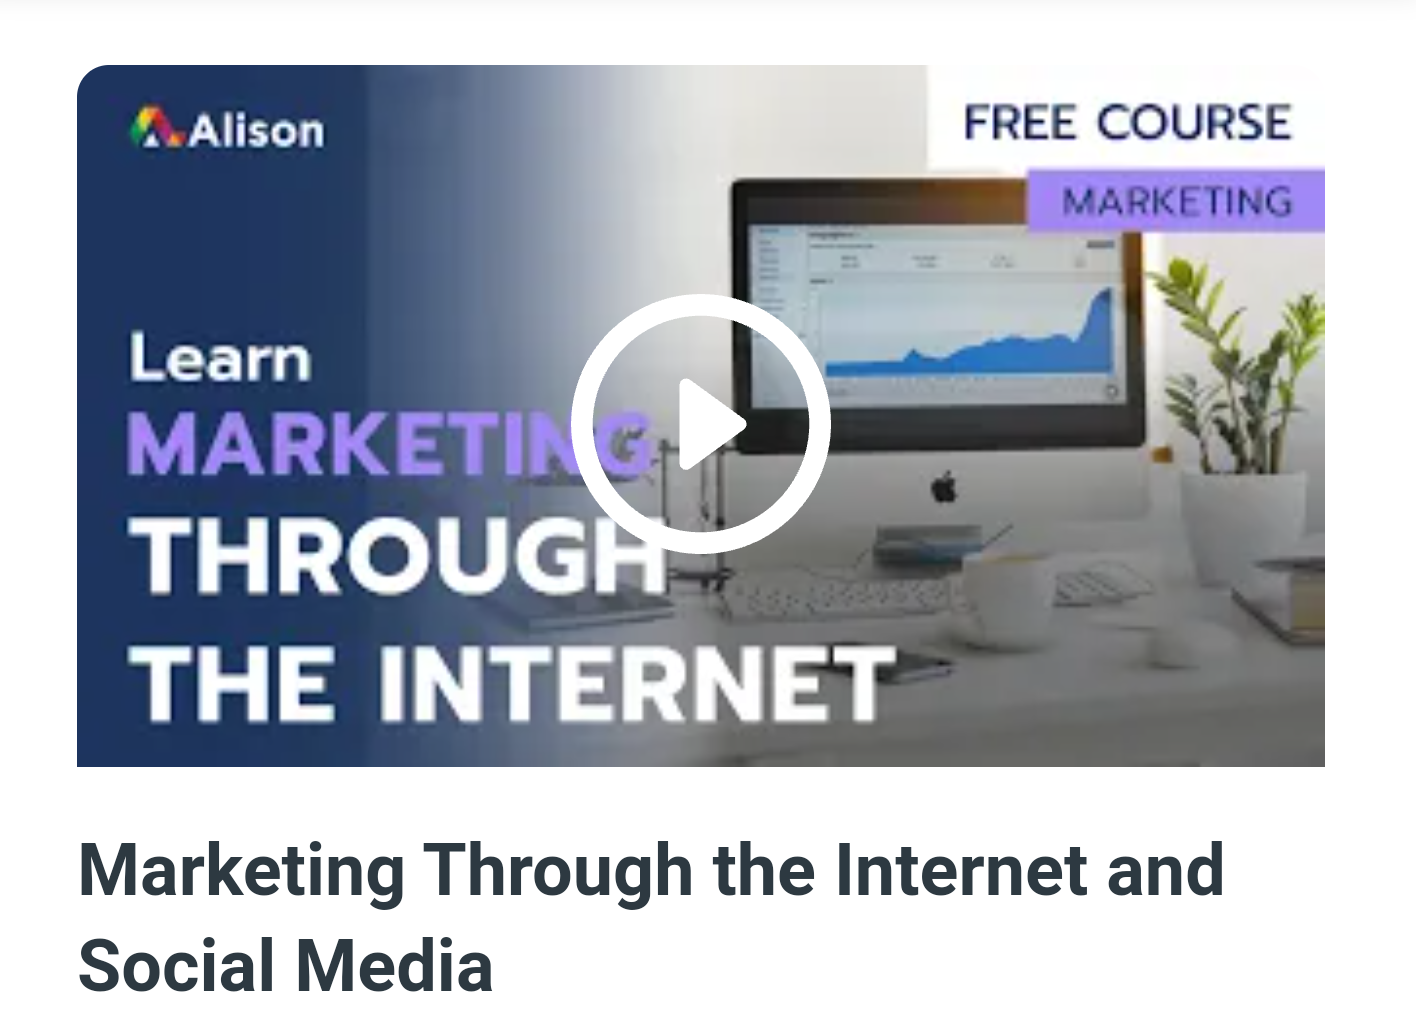 Alison
FREE COURSE
MARKETING
Learn
MARKETING
THROUGH
THE INTERNET
Marketing Through the Internet and
Social Media